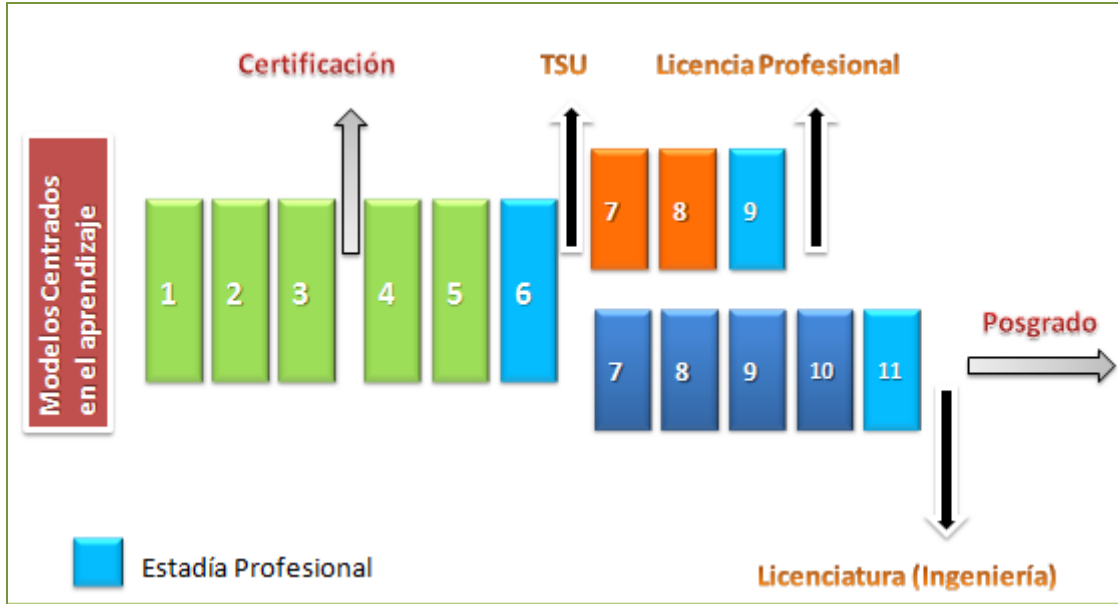 Certificación
TSU
Licencia Profesional
Modelos Centrados
en el aprendizaje
1
2
3
4
5
6
7
8
9
7
8
9
10
11
Posgrado
Estadía Profesional
Licenciatura (Ingeniería)